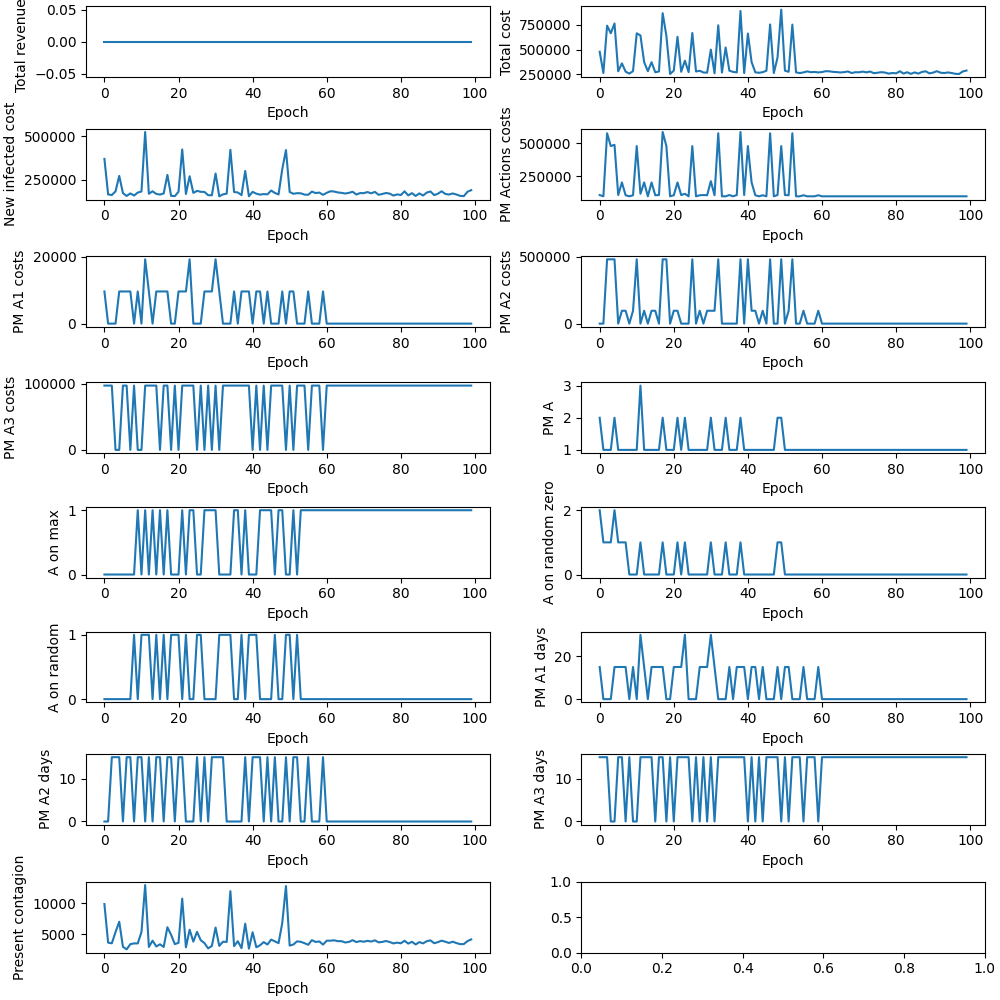 Total revenue
0.05
0.00
−0.05
0 20 40 60 80 100
Epoch
Total cost
750000
500000
250000
0 20 40 60 80 100
Epoch
New infected cost
500000
250000
0 20 40 60 80 100
Epoch
PM Actions costs
500000
250000
0 20 40 60 80 100
Epoch
PM A1 costs
20000
0
0 20 40 60 80 100
Epoch
PM A2 costs
500000
0
0 20 40 60 80 100
Epoch
PM A3 costs
100000
0
0 20 40 60 80 100
Epoch
PM A
3
2
1
0 20 40 60 80 100
Epoch
A on max
1
0
0 20 40 60 80 100
Epoch
A on random zero
2
0
0 20 40 60 80 100
Epoch
A on random
1
0
0 20 40 60 80 100
Epoch
PM A1 days
20
0
0 20 40 60 80 100
Epoch
PM A2 days
10
0
0 20 40 60 80 100
Epoch
PM A3 days
10
0
0 20 40 60 80 100
Epoch
Present contagion
10000
5000
0 20 40 60 80 100
Epoch
1.0
0.5
0.0
0.0 0.2 0.4 0.6 0.8 1.0